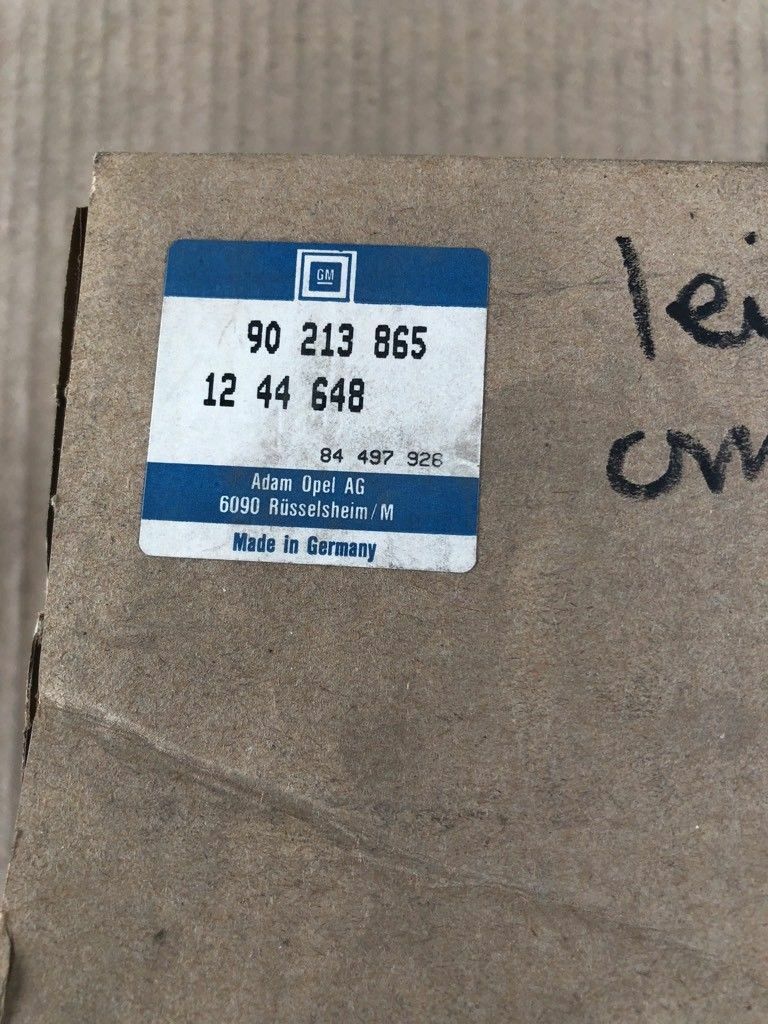 GM
90 213 865
12 44 648
84 497 926
Adam Opel AG
6090 Rüsselsheim/M
Made in Germany